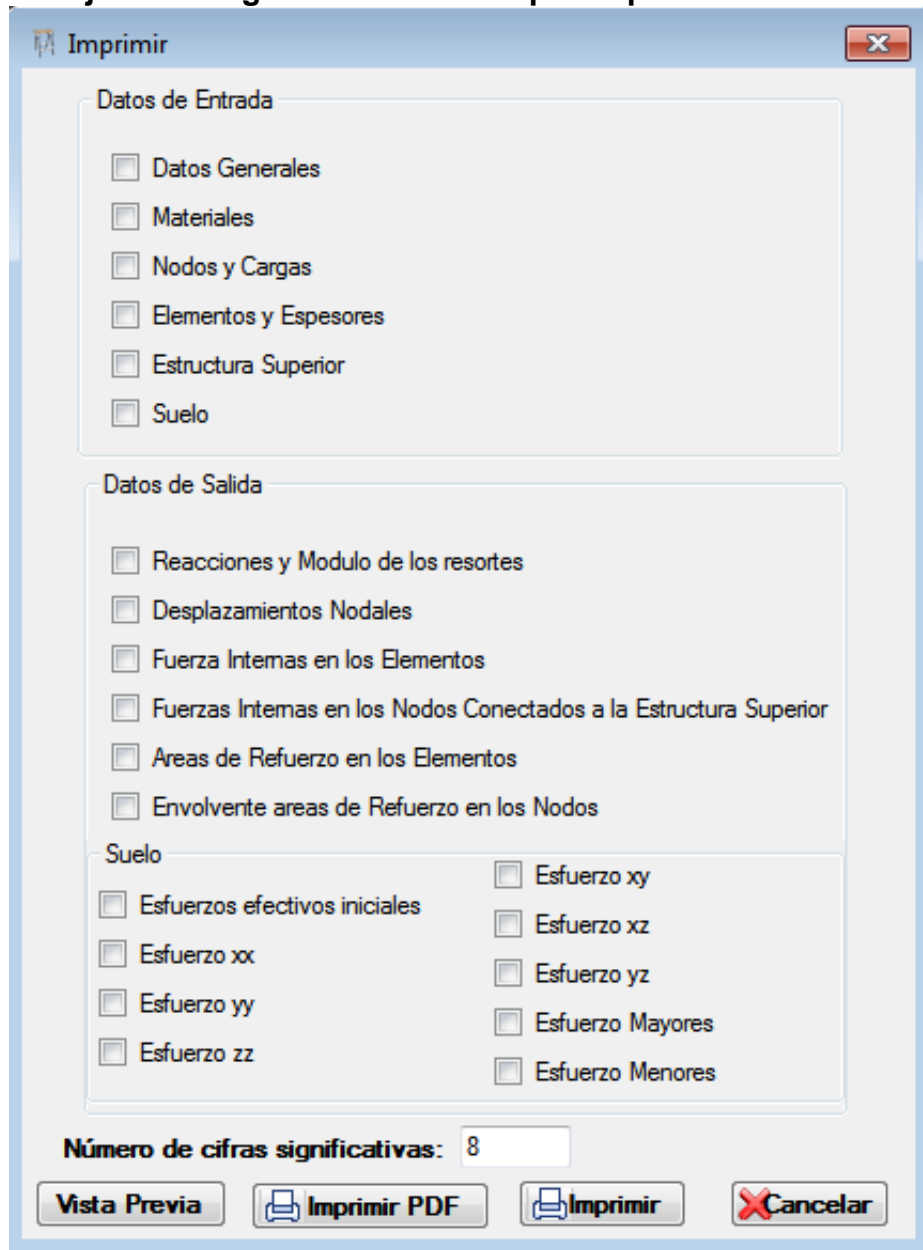 Imprimir
Datos de Entrada
Datos Generales
Materiales
Nodos y Cargas
Elementos y Espesores
Estructura Superior
Suelo
Datos de Salida
Reacciones y Modulo de los resortes
Desplazamientos Nodales
Fuerza Internas en los Elementos
Fuerzas Internas en los Nodos Conectados a la Estructura Superior
Areas de Refuerzo en los Elementos
Envolvente areas de Refuerzo en los Nodos
Suelo
Esfuerzos efectivos iniciales
Esfuerzo xx
Esfuerzo yy
Esfuerzo zz
Esfuerzo xy
Esfuerzo xz
Esfuerzo yz
Esfuerzo Mayores
Esfuerzo Menores
Número de cifras significativas: 8
Vista Previa Imprimir PDF Imprimir Cancelar